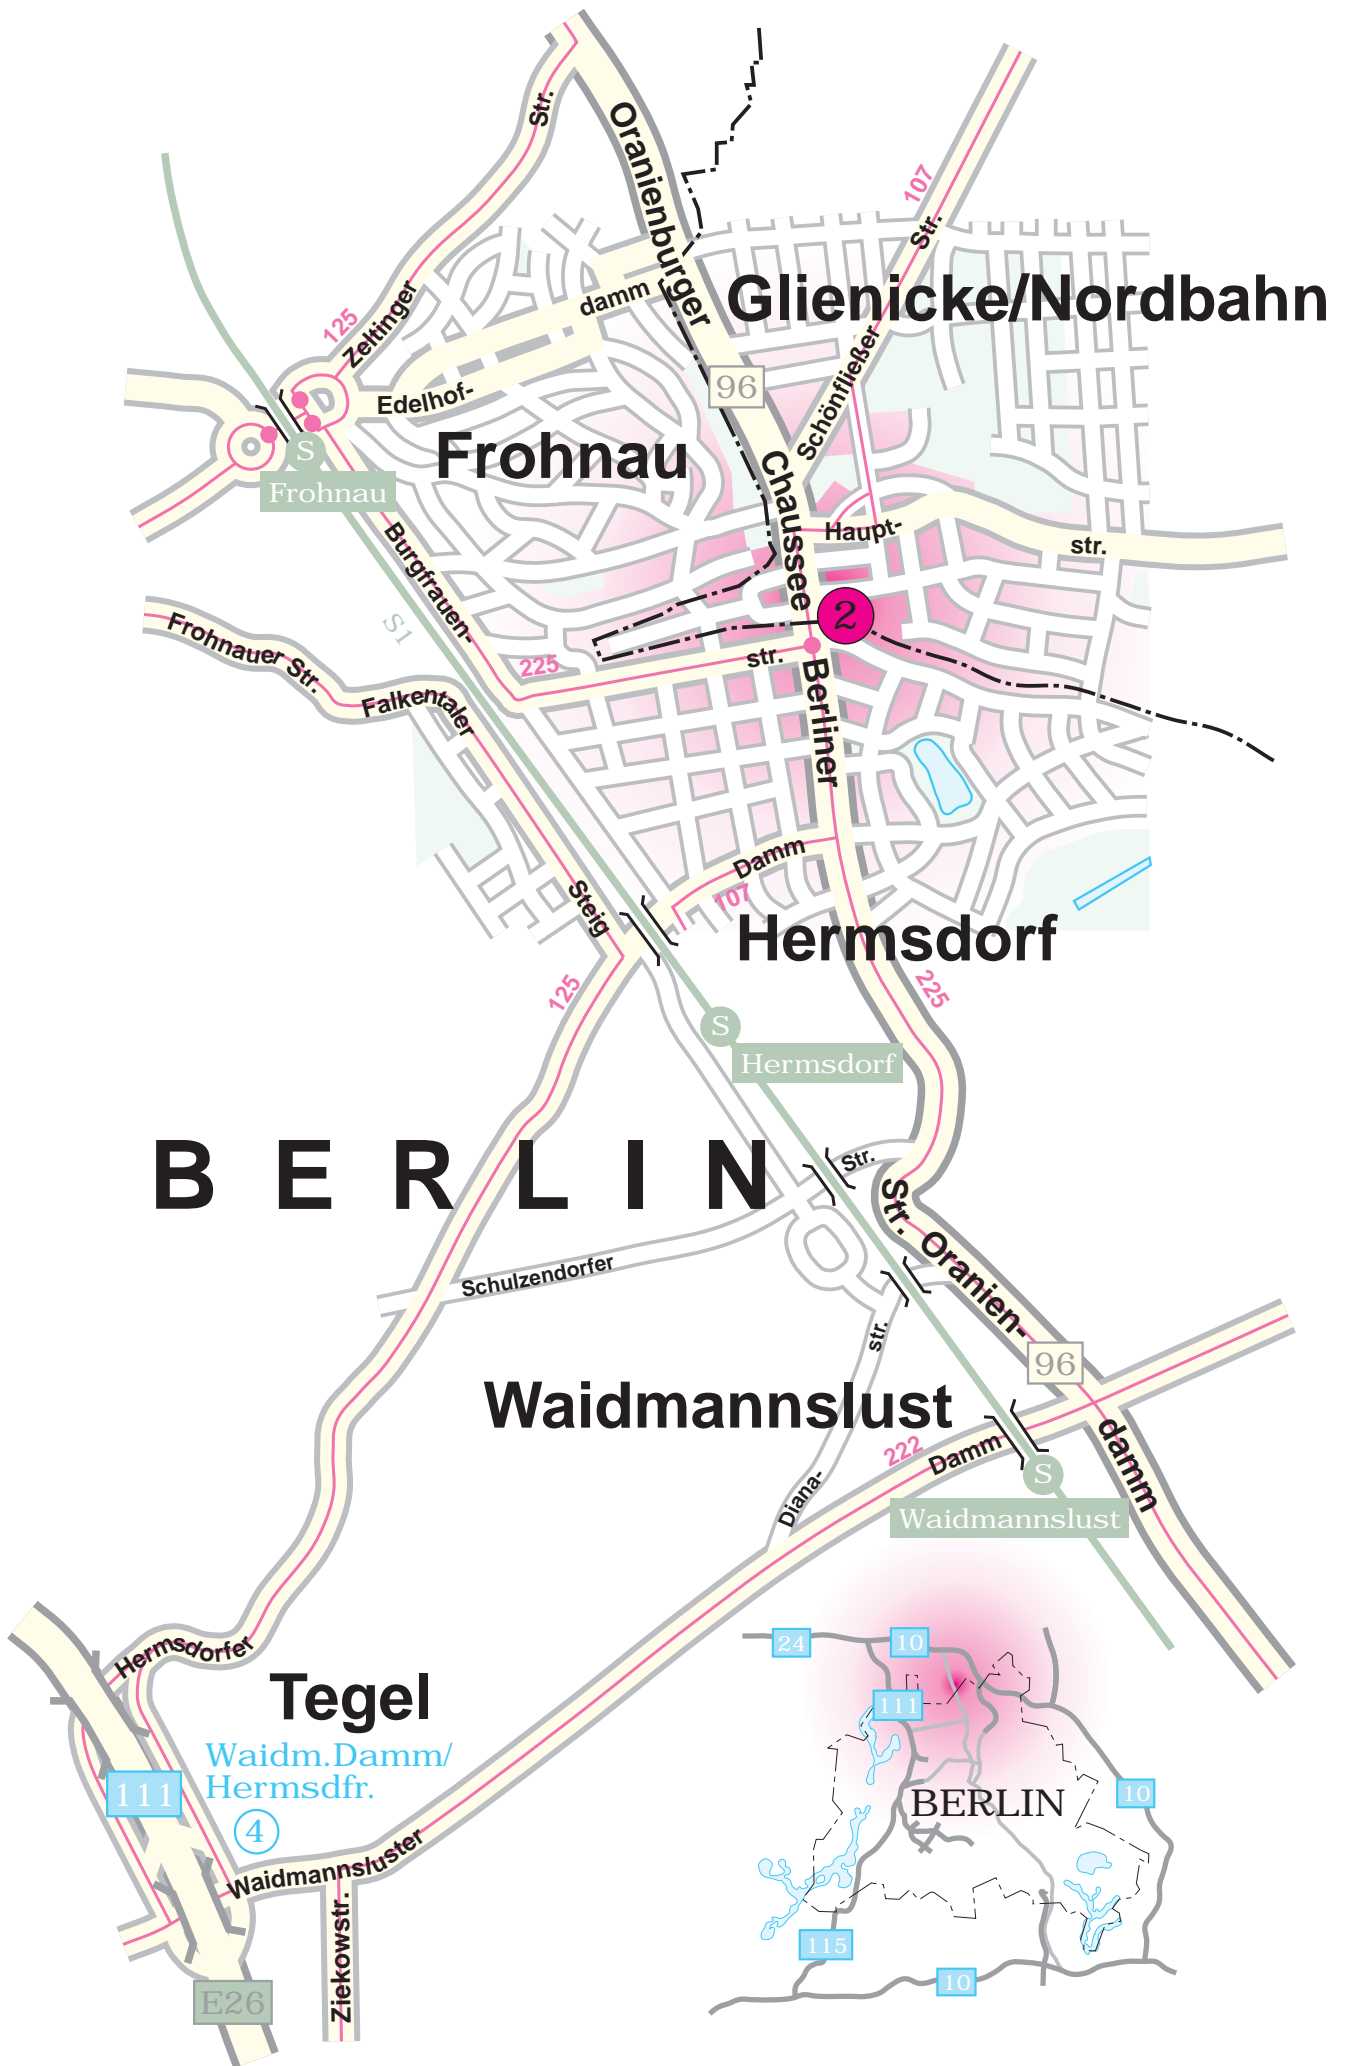 Str.
Oranienburger
107
Str.
Glienicke/Nordbahn
125
Zeltinger
damm
Schönfließer
96
Edelhof-
Frohnau
S
Frohnau
Chaussee
Haupt-
str.
Burgfrauen-
S1
2
Frohnauer Str.
225
str.
Falkentaler
Berliner
Damm
107
Steig
Hermsdorf
125
225
S
Hermsdorf
BERLIN
Str.
Str.
Oranien-
Schulzendorfer
str.
96
Waidmannslust
222
Damm
damm
S
Diana-
Waidmannslust
Hermsdorfer
24
10
Tegel
111
Waidm.Damm/
Hermsdfr.
111
4
10
BERLIN
Waidmannsluster
Ziekowstr.
115
10
E26